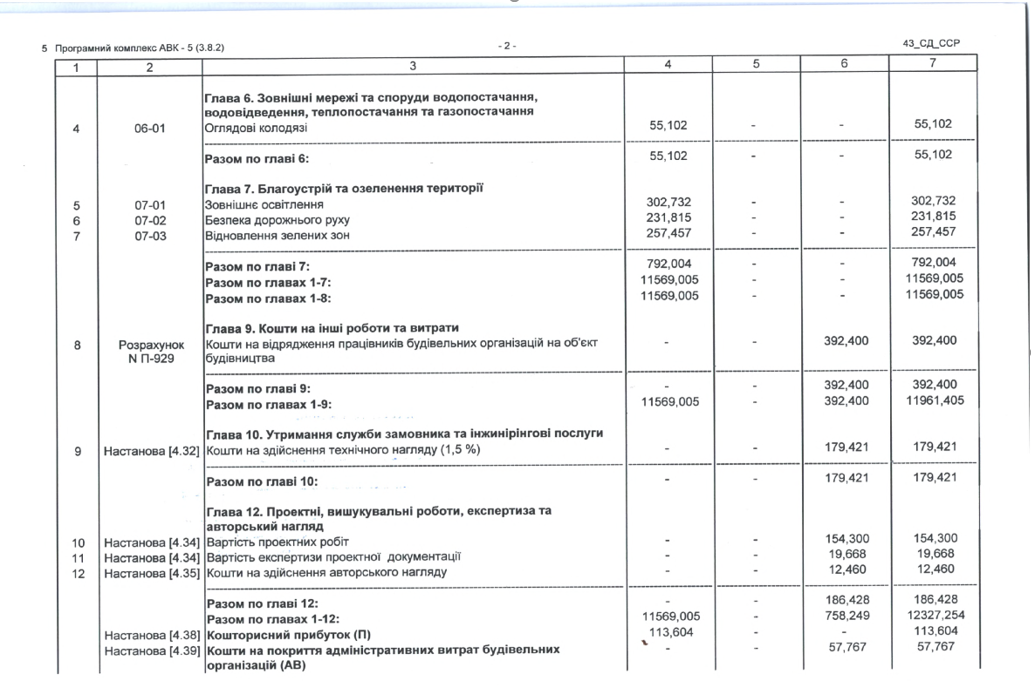 5 Програмний комплекс АВК - 5 (3.8.2) - 2 - 43_СД_ССР
1 2 3 4 5 6 7
Глава 6. Зовнішні мережі та споруди водопостачання,
водовідведення, теплопостачання та газопостачання
4 06-01 Оглядові колодязі 55,102 - - 55,102
Разом по главі 6: 55,102 - - 55,102
Глава 7. Благоустрій та озеленення території
5 07-01 Зовнішнє освітлення 302,732 - - 302,732
6 07-02 Безпека дорожнього руху 231,815 - - 231,815
7 07-03 Відновлення зелених зон 257,457 - - 257,457
Разом по главі 7: 792,004 - - 792,004
Разом по главах 1-7: 11569,005 - - 11569,005
Разом по главах 1-8: 11569,005 - - 11569,005
Глава 9. Кошти на інші роботи та витрати
8 Розрахунок Кошти на відрядження працівників будівельних організацій на об'єкт - - 392,400 392,400
N П-929 будівництва
Разом по главі 9: - - 392,400 392,400
Разом по главах 1-9: 11569,005 - 392,400 11961,405
Глава 10. Утримання служби замовника та інжинірінгові послуги
9 Настанова [4.32] Кошти на здійснення технічного нагляду (1,5 %) - - 179,421 179,421
Разом по главі 10: - - 179,421 179,421
Глава 12. Проектні, вишукувальні роботи, експертиза та
авторський нагляд
10 Настанова [4.34] Вартість проектних робіт - - 154,300 154,300
11 Настанова [4.34] Вартість експертизи проектної документації - - 19,668 19,668
12 Настанова [4.35] Кошти на здійснення авторського нагляду - - 12,460 12,460
Разом по главі 12: - - 186,428 186,428
Разом по главах 1-12: 11569,005 - 758,249 12327,254
Настанова [4.38] Кошторисний прибуток (П) 113,604 - - 113,604
Настанова [4.39] Кошти на покриття адміністративних витрат будівельних - - 57,767 57,767
організацій (АВ)